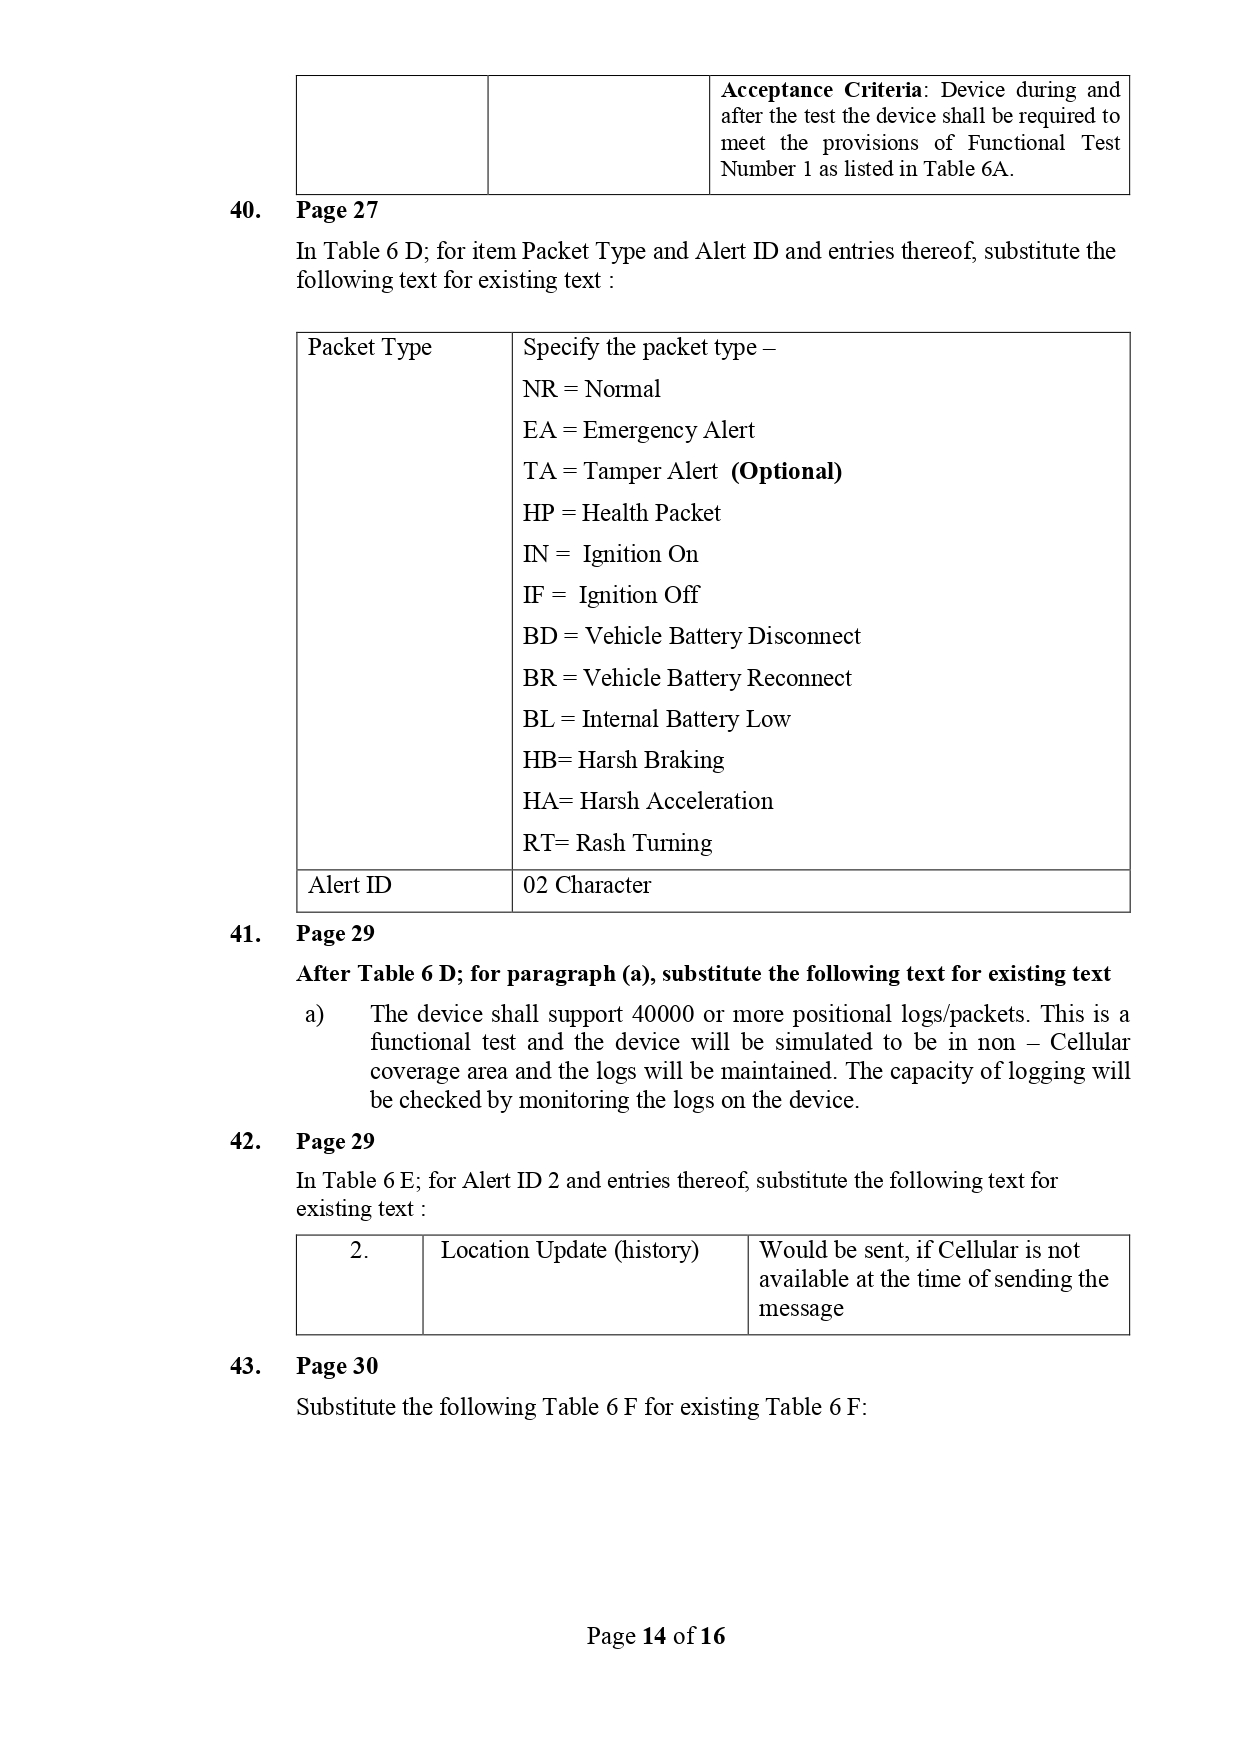 Acceptance Criteria: Device during and
after the test the device shall be required to
meet the provisions of Functional Test
Number 1 as listed in Table 6A.
40. Page 27
In Table 6 D; for item Packet Type and Alert ID and entries thereof, substitute the
following text for existing text :
Packet Type Specify the packet type –
NR = Normal
EA = Emergency Alert
TA = Tamper Alert (Optional)
HP = Health Packet
IN = Ignition On
IF = Ignition Off
BD = Vehicle Battery Disconnect
BR = Vehicle Battery Reconnect
BL = Internal Battery Low
HB= Harsh Braking
HA= Harsh Acceleration
RT= Rash Turning
Alert ID 02 Character
41. Page 29
After Table 6 D; for paragraph (a), substitute the following text for existing text
a) The device shall support 40000 or more positional logs/packets. This is a
functional test and the device will be simulated to be in non – Cellular
coverage area and the logs will be maintained. The capacity of logging will
be checked by monitoring the logs on the device.
42. Page 29
In Table 6 E; for Alert ID 2 and entries thereof, substitute the following text for
existing text :
2. Location Update (history) Would be sent, if Cellular is not
available at the time of sending the
message
43. Page 30
Substitute the following Table 6 F for existing Table 6 F:
Page 14 of 16